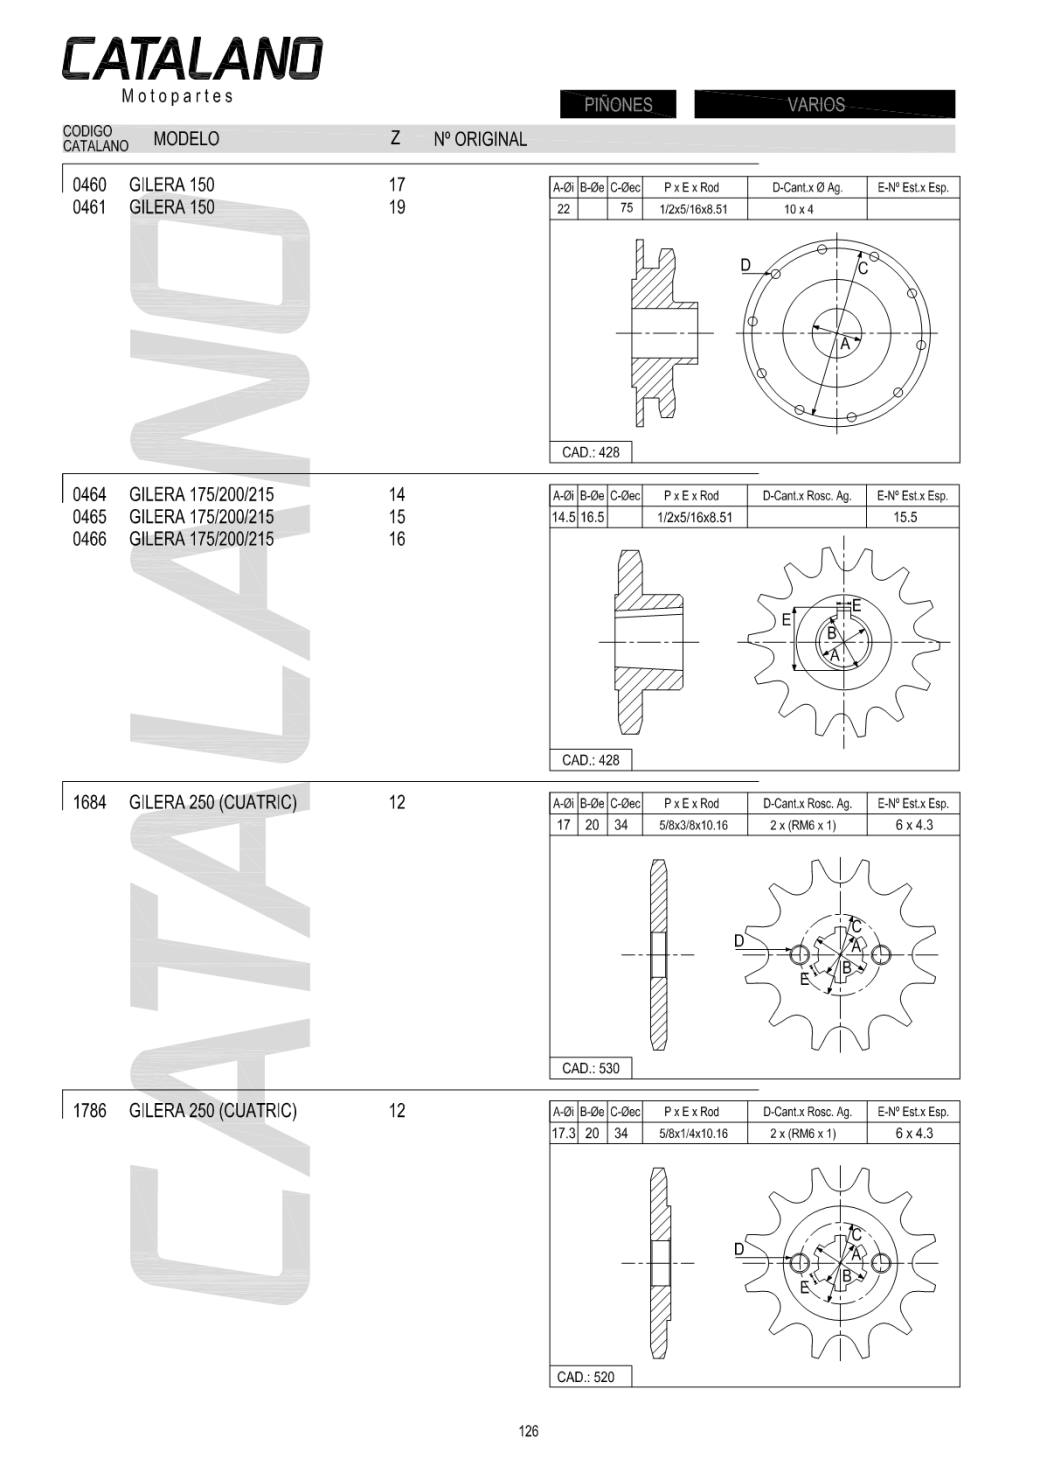 CATALANO
Motopartes
PIÑONES VARIOS
CODIGO CATALANO MODELO Z Nº ORIGINAL
0460 GILERA 150 17
0461 GILERA 150 19
A-Øi B-Øe C-Øec P x E x Rod D-Cant.x Ø Ag. E-Nº Est.x Esp.
22 75 1/2x5/16x8.51 10 x 4
D
C
A
CAD.: 428
0464 GILERA 175/200/215 14
0465 GILERA 175/200/215 15
0466 GILERA 175/200/215 16
A-Øi B-Øe C-Øec P x E x Rod D-Cant.x Rosc. Ag. E-Nº Est.x Esp.
14.5 16.5 1/2x5/16x8.51 15.5
E
E
B
A
CAD.: 428
1684 GILERA 250 (CUATRIC) 12
A-Øi B-Øe C-Øec P x E x Rod D-Cant.x Rosc. Ag. E-Nº Est.x Esp.
17 20 34 5/8x3/8x10.16 2 x (RM6 x 1) 6 x 4.3
C
D
A
B
E
CAD.: 530
1786 GILERA 250 (CUATRIC) 12
A-Øi B-Øe C-Øec P x E x Rod D-Cant.x Rosc. Ag. E-Nº Est.x Esp.
17.3 20 34 5/8x1/4x10.16 2 x (RM6 x 1) 6 x 4.3
C
D
A
B
E
CAD.: 520
CATALANO
126